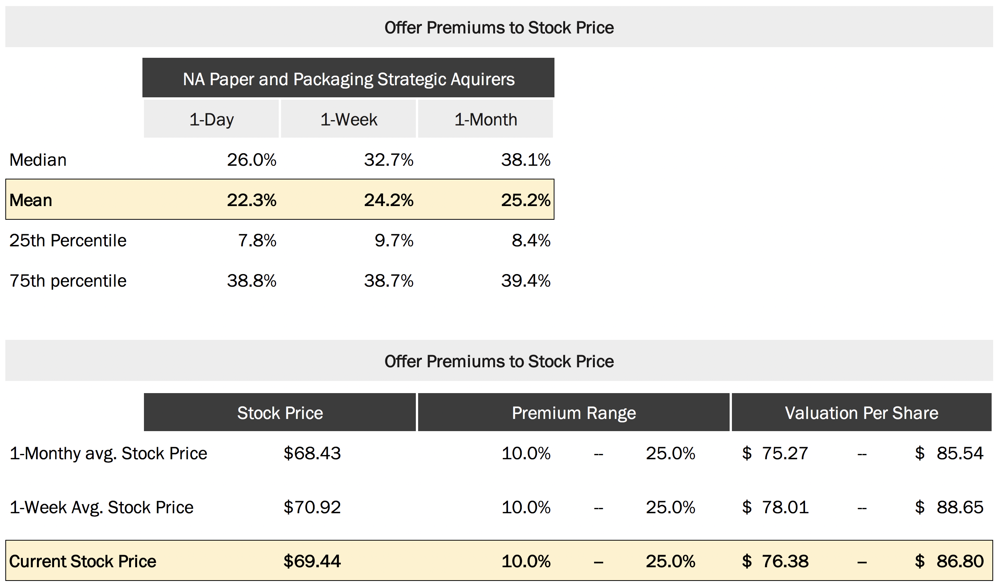 Offer Premiums to Stock Price
NA Paper and Packaging Strategic Aquirers
1-Day 1-Week 1-Month
Median 26.0% 32.7% 38.1%
Mean 22.3% 24.2% 25.2%
25th Percentile 7.8% 9.7% 8.4%
75th percentile 38.8% 38.7% 39.4%
Offer Premiums to Stock Price
Stock Price Premium Range Valuation Per Share
1-Monthy avg. Stock Price $68.43 10.0% -- 25.0% $ 75.27 -- $ 85.54
1-Week Avg. Stock Price $70.92 10.0% -- 25.0% $ 78.01 -- $ 88.65
Current Stock Price $69.44 10.0% -- 25.0% $ 76.38 -- $ 86.80